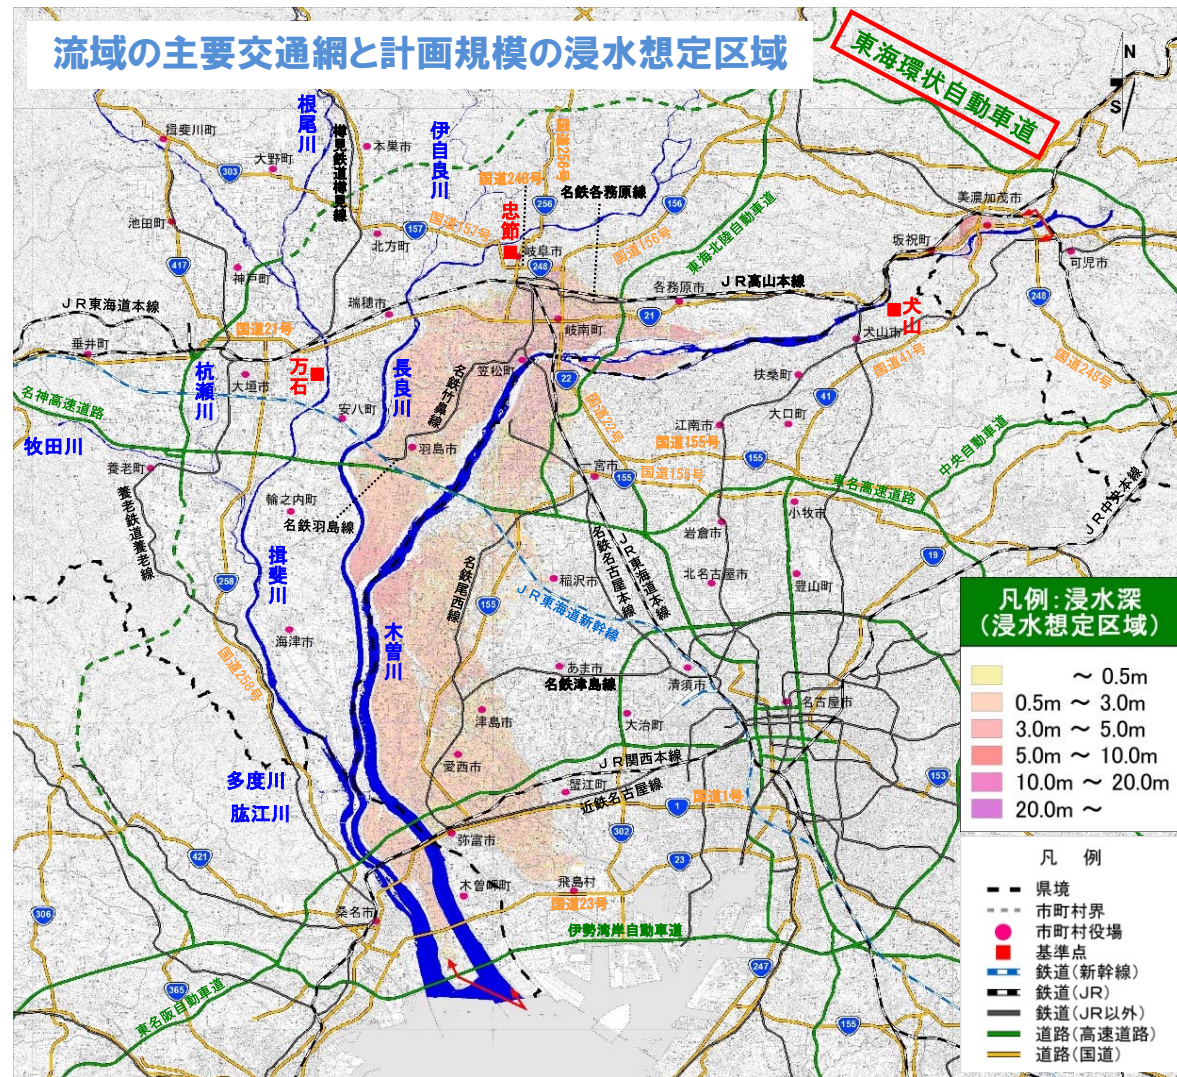 流域の主要交通網と計画規模の浸水想定区域
東海環状自動車道
N
S
根尾川
樽見鉄道樽見線
伊自良川
揖斐川町
本巣市
大野町
303
国道256号
国道248号
名鉄各務原線
256
156
美濃加茂市
池田町
157
国道157号
忠節
岐阜市
国道156号
東海北陸自動車道
坂祝町
北方町
可児市
417
神戸町
248
各務原市
JR高山本線
248
JR東海道本線
瑞穂市
21
犬山
国道21号
岐南町
犬山市
垂井町
万石
長良川
笠松町
国道41号
国道248号
杭瀬川
大垣市
22
扶桑町
名神高速道路
安八町
名鉄竹鼻線
国道22号
41
大口町
江南市
牧田川
羽島市
国道155号
155
中央自動車道
養老町
一宮市
155
国道155号
東名高速道路
JR中央本線
輪之内町
小牧市
養老鉄道養老線
名鉄羽島線
岩倉市
揖斐川
名鉄尾西線
名鉄名古屋本線
JR東海道本線
19
258
稲沢市
北名古屋市
豊山町
155
JR東海道新幹線
凡例:浸水深
(浸水想定区域)
海津市
木曽川
国道258号
あま市
名鉄津島線
清須市
~ 0.5m
0.5m ~ 3.0m
3.0m ~ 5.0m
5.0m ~ 10.0m
10.0m ~ 20.0m
20.0m ~
名古屋市
津島市
大治町
愛西市
JR関西本線
多度川
蟹江町
近鉄名古屋線
153
肱江川
1
国道1号
弥富市
302
421
23
凡 例
県境
市町村界
市町村役場
基準点
鉄道(新幹線)
鉄道(JR)
鉄道(JR以外)
道路(高速道路)
道路(国道)
木曽岬町
飛島村
306
桑名市
国道23号
伊勢湾岸自動車道
247
365
東名阪自動車道
155